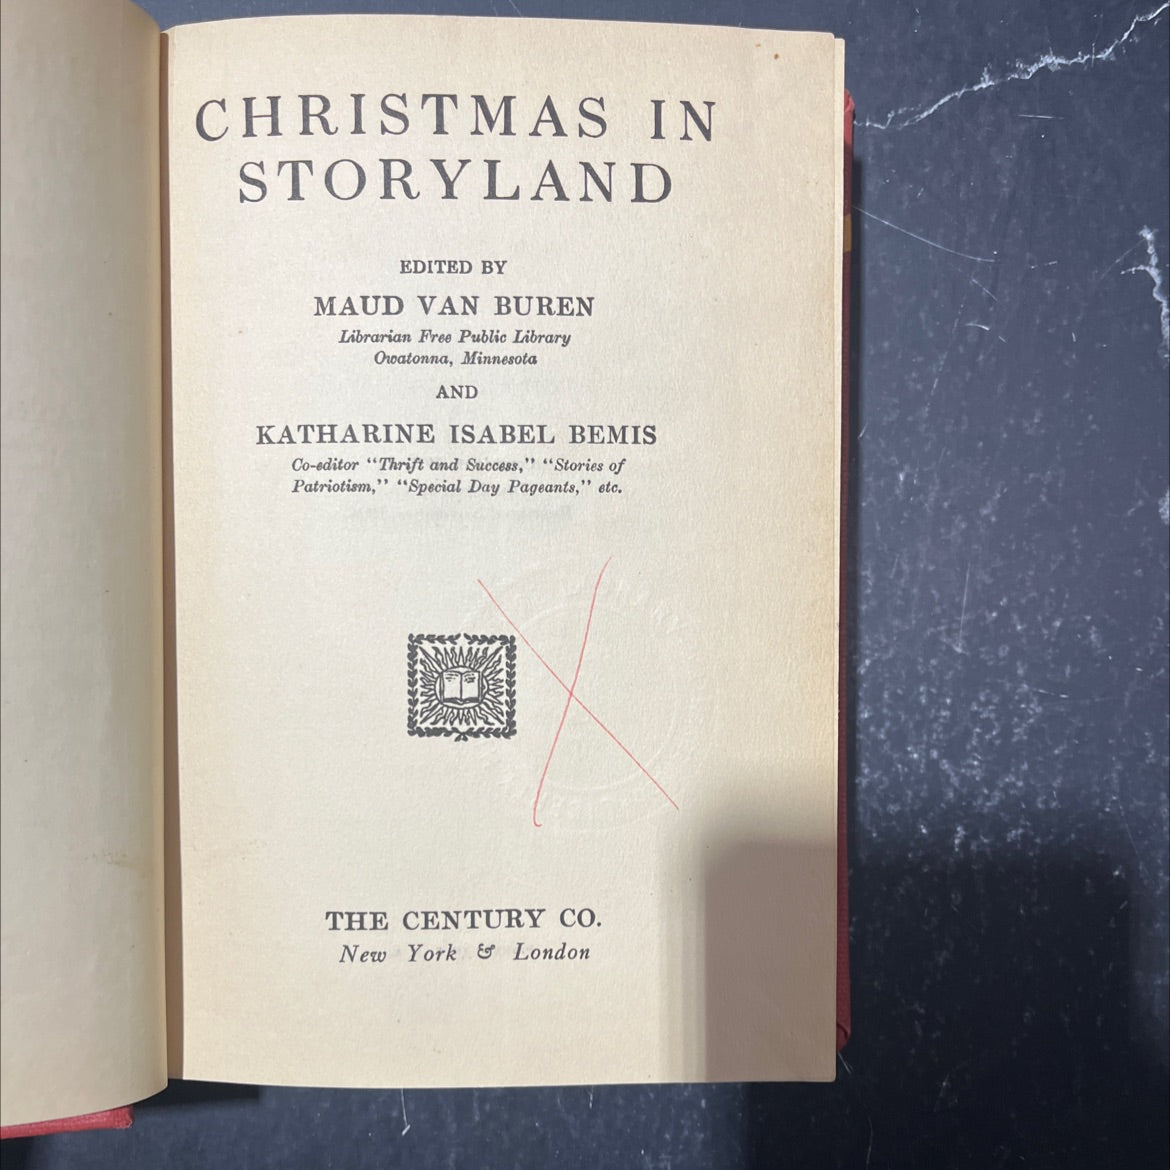 CHRISTMAS IN
STORYLAND
EDITED BY
MAUD VAN BUREN
Librarian Free Public Library
Owatonna, Minnesota
AND
KATHARINE ISABEL BEMIS
Co-editor “Thrift and Success,” “Stories of
Patriotism,” “Special Day Pageants,” etc.
THE CENTURY CO.
New York & London